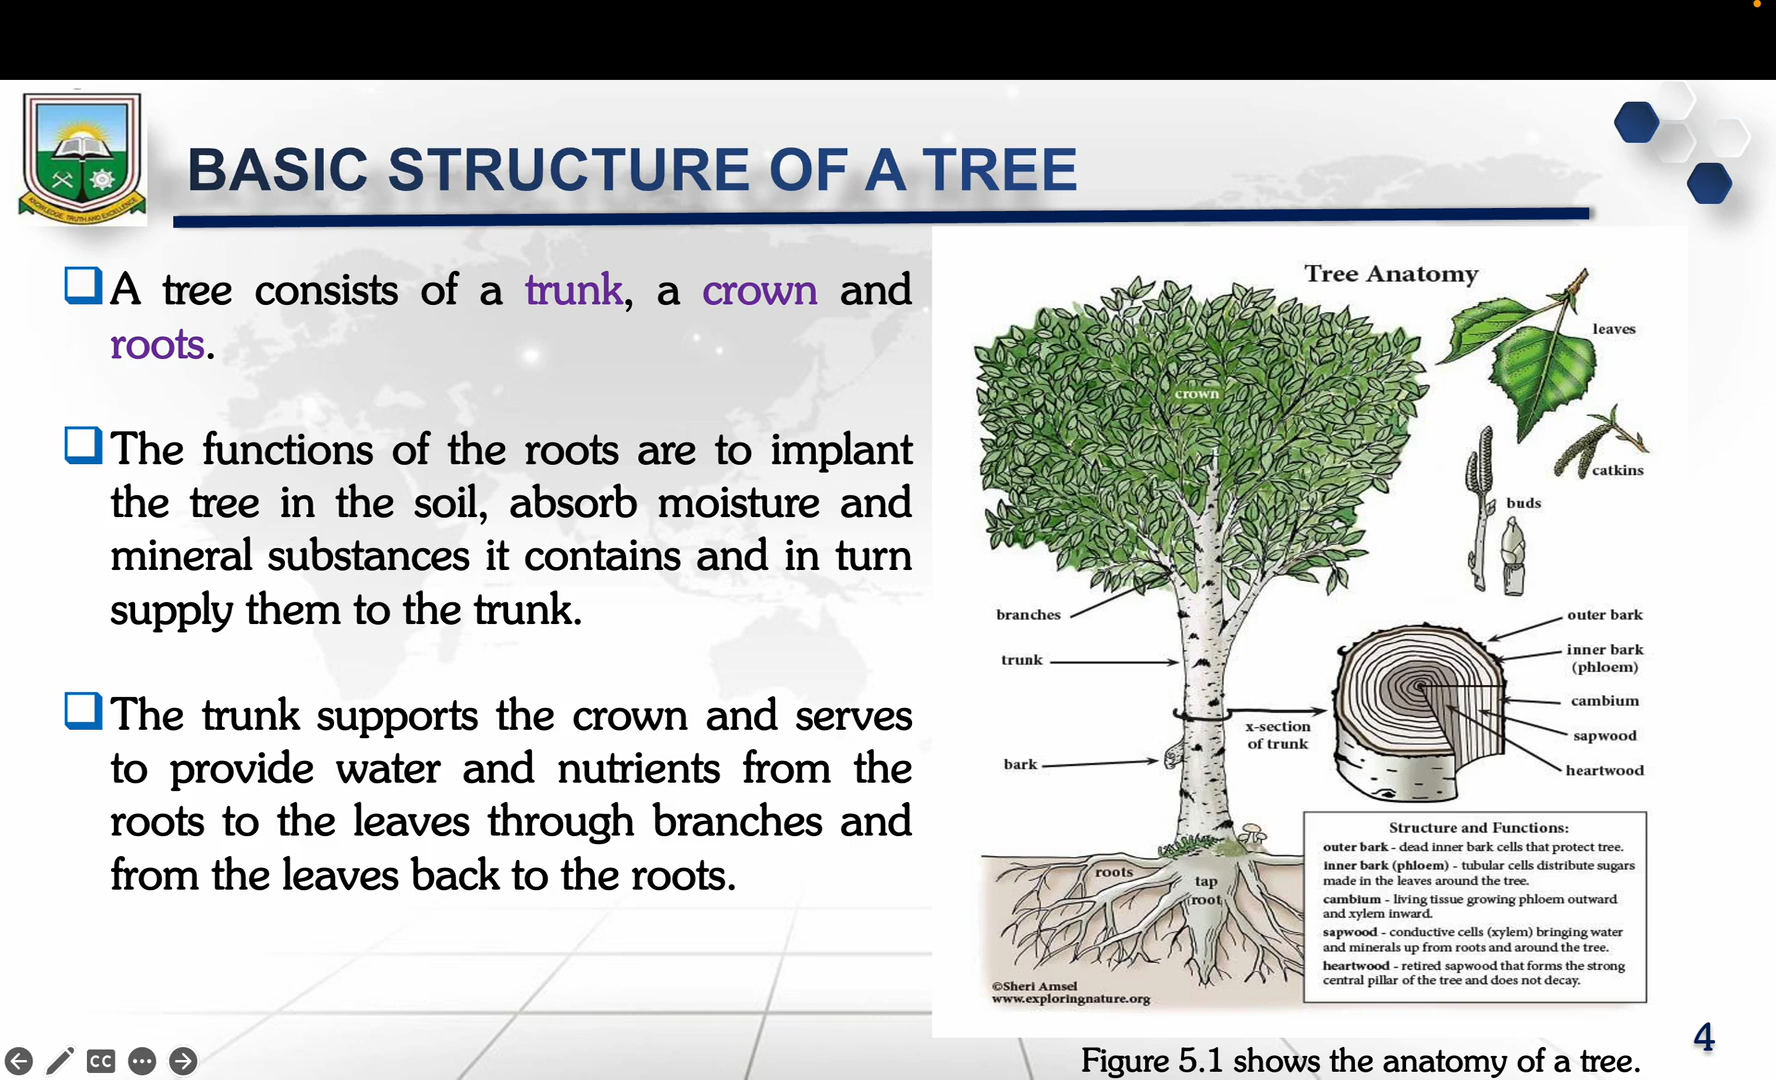 BASIC STRUCTURE OF A TREE
A tree consists of a trunk, a crown and
roots.
The functions of the roots are to implant
the tree in the soil, absorb moisture and
mineral substances it contains and in turn
supply them to the trunk.
The trunk supports the crown and serves
to provide water and nutrients from the
roots to the leaves through branches and
from the leaves back to the roots.
Tree Anatomy
leaves
crown
catkins
buds
branches
trunk
bark
x-section
of trunk
outer bark
inner bark
(phloem)
cambium
sapwood
heartwood
roots
tap
root
Structure and Functions:
outer bark - dead inner bark cells that protect tree.
inner bark (phloem) - tubular cells distribute sugars
made in the leaves around the tree.
cambium - living tissue growing phloem outward
and xylem inward.
sapwood - conductive cells (xylem) bringing water
and minerals up from roots and around the tree.
heartwood - retired sapwood that forms the strong
central pillar of the tree and does not decay.
©Sheri Amsel
www.exploringnature.org
Figure 5.1 shows the anatomy of a tree.
4
KNOWLEDGE, TRUTH AND EXCELLENCE
CC